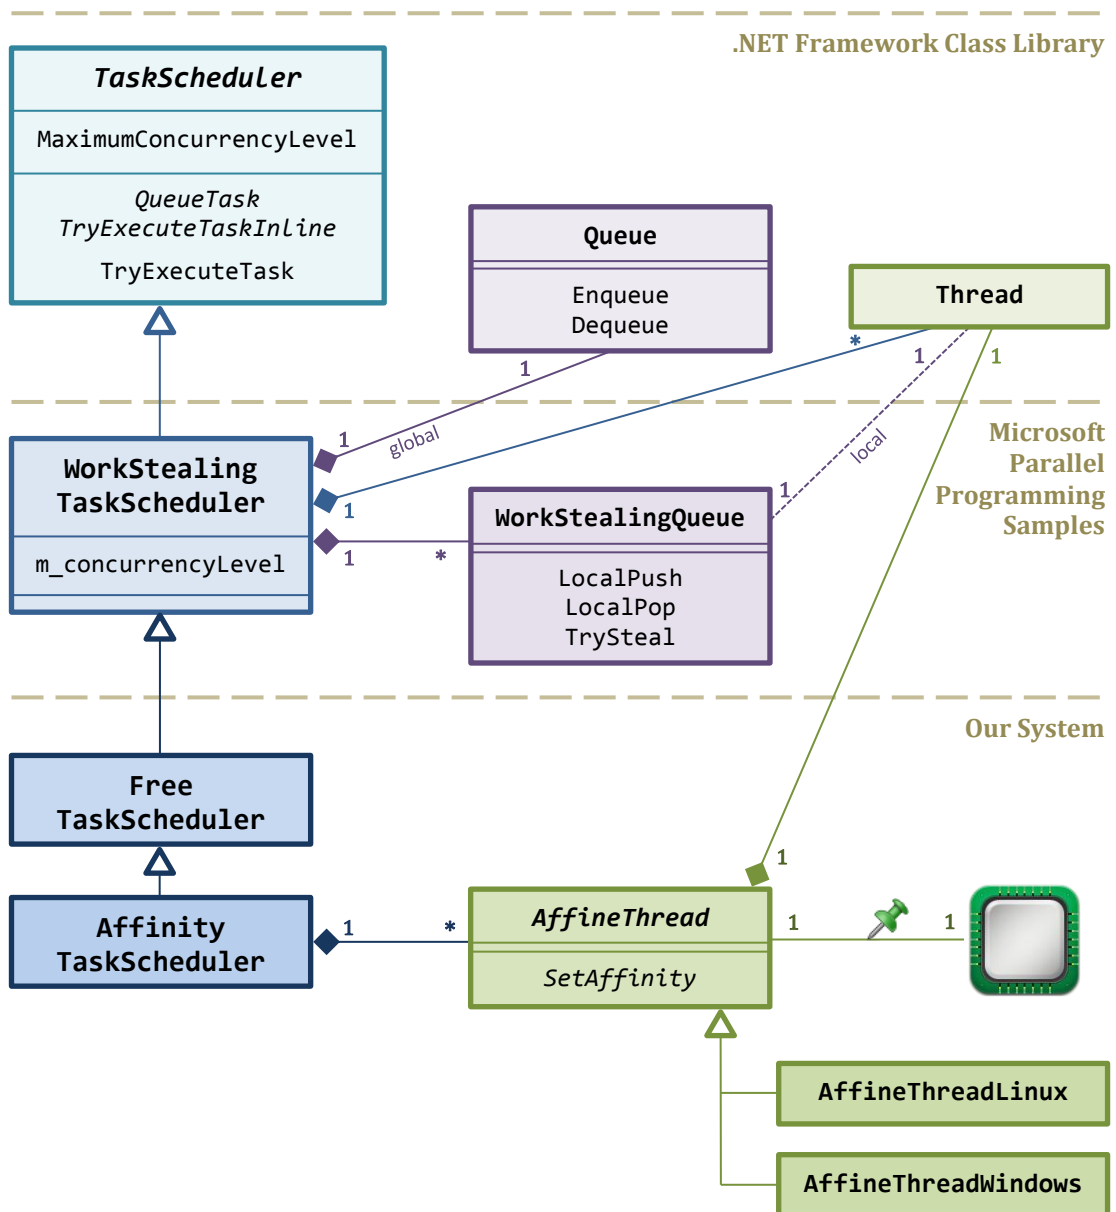 .NET Framework Class Library
TaskScheduler
MaximumConcurrencyLevel
QueueTask
TryExecuteTaskInline
TryExecuteTask
Queue
Enqueue
Dequeue
Thread
1
*
1
1
1
global
local
1
1
1
*
1
WorkStealing
TaskScheduler
m_concurrencyLevel
WorkStealingQueue
LocalPush
LocalPop
TrySteal
Microsoft
Parallel
Programming
Samples
Our System
Free
TaskScheduler
Affinity
TaskScheduler
1
*
AffineThread
SetAffinity
1
1
1
AffineThreadLinux
AffineThreadWindows